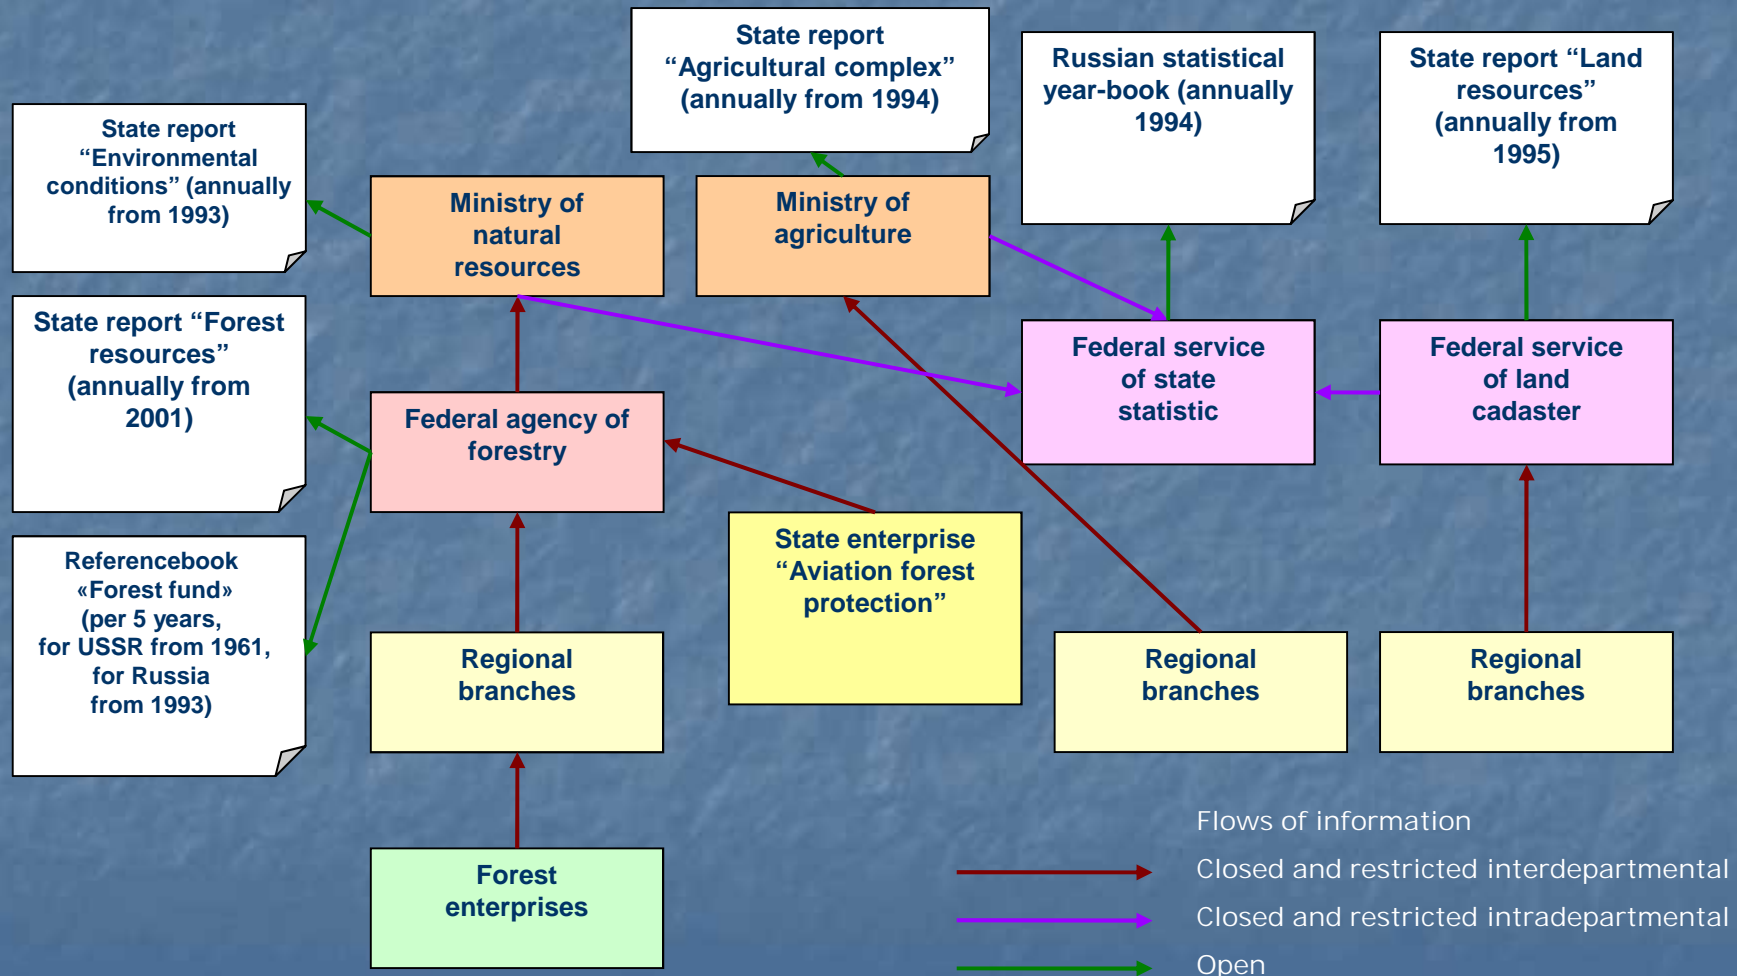 State report
“Agricultural complex”
(annually from 1994)
Russian statistical
year-book (annually
1994)
State report “Land
resources”
(annually from
1995)
State report
“Environmental
conditions” (annually
from 1993)
Ministry of
natural
resources
Ministry of
agriculture
State report “Forest
resources”
(annually from
2001)
Federal service
of state
statistic
Federal service
of land
cadaster
Federal agency of
forestry
State enterprise
“Aviation forest
protection”
Referencebook
«Forest fund»
(per 5 years,
for USSR from 1961,
for Russia
from 1993)
Regional
branches
Regional
branches
Regional
branches
Forest
enterprises
Flows of information
Closed and restricted interdepartmental
Closed and restricted intradepartmental
Open